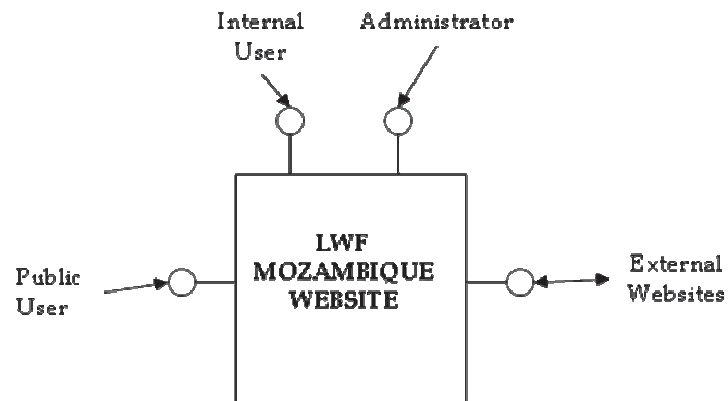 Internal
User
Administrator
LWF
MOZAMBIQUE
WEBSITE
Public
User
External
Websites